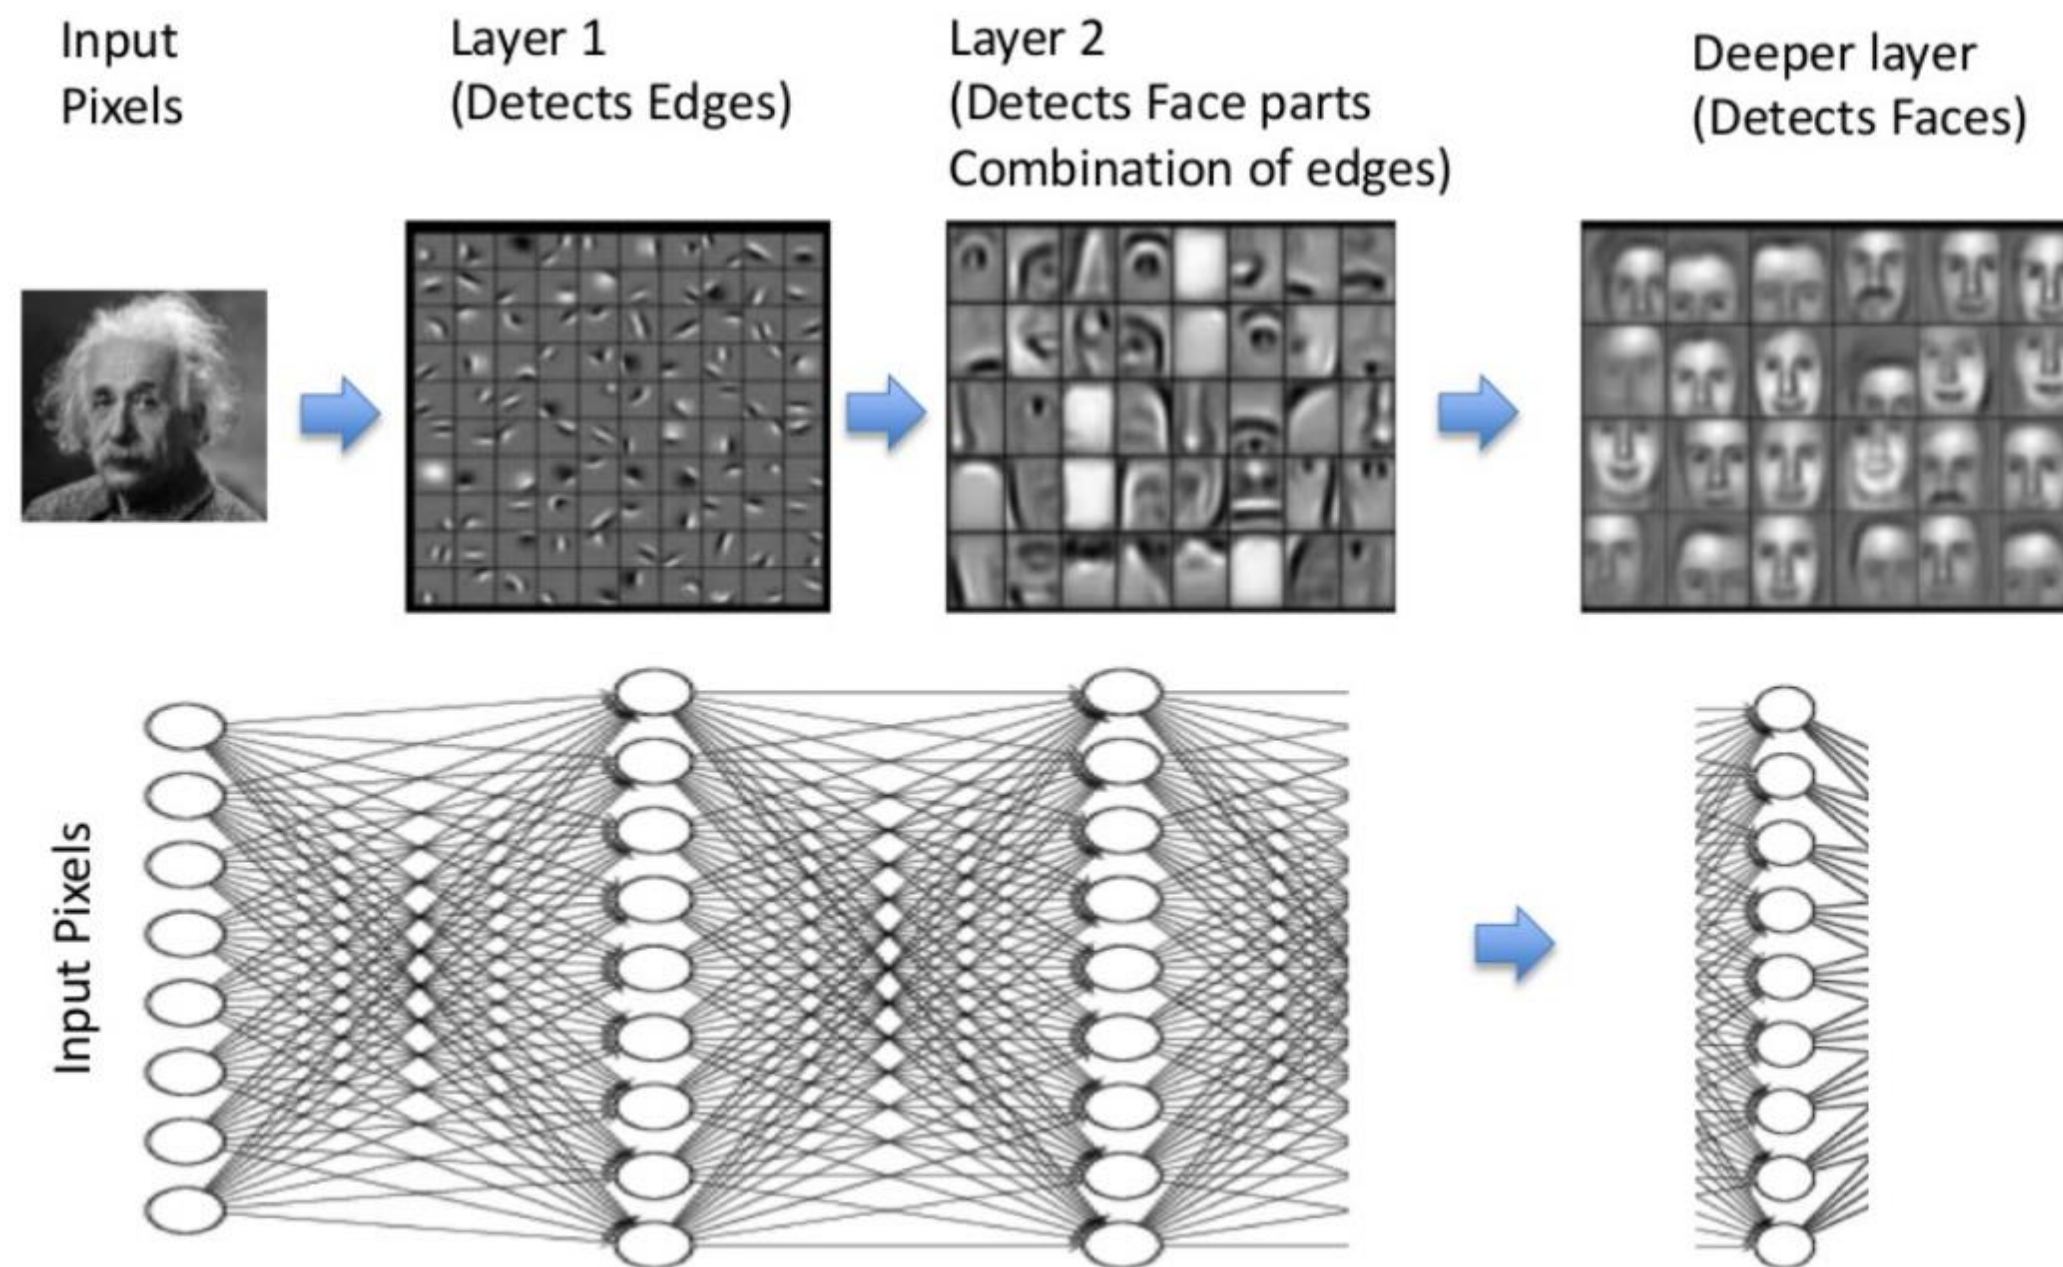 Input
Pixels
Layer 1
(Detects Edges)
Layer 2
(Detects Face parts
Combination of edges)
Deeper layer
(Detects Faces)
Input Pixels